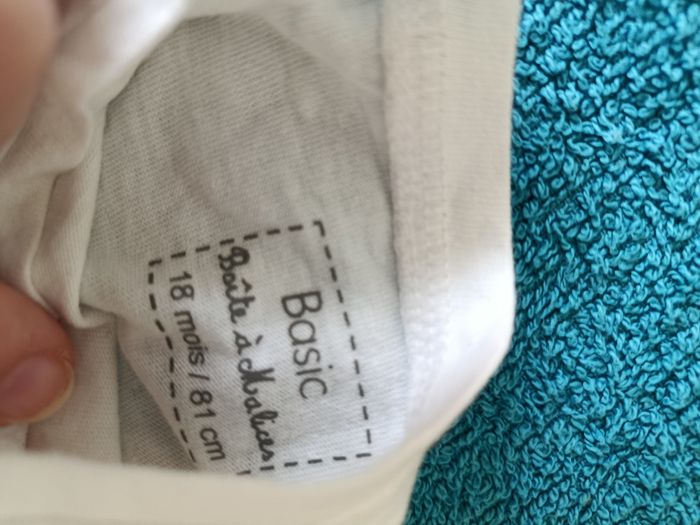 Basic
Boîte à Malices
18 mois / 81 cm